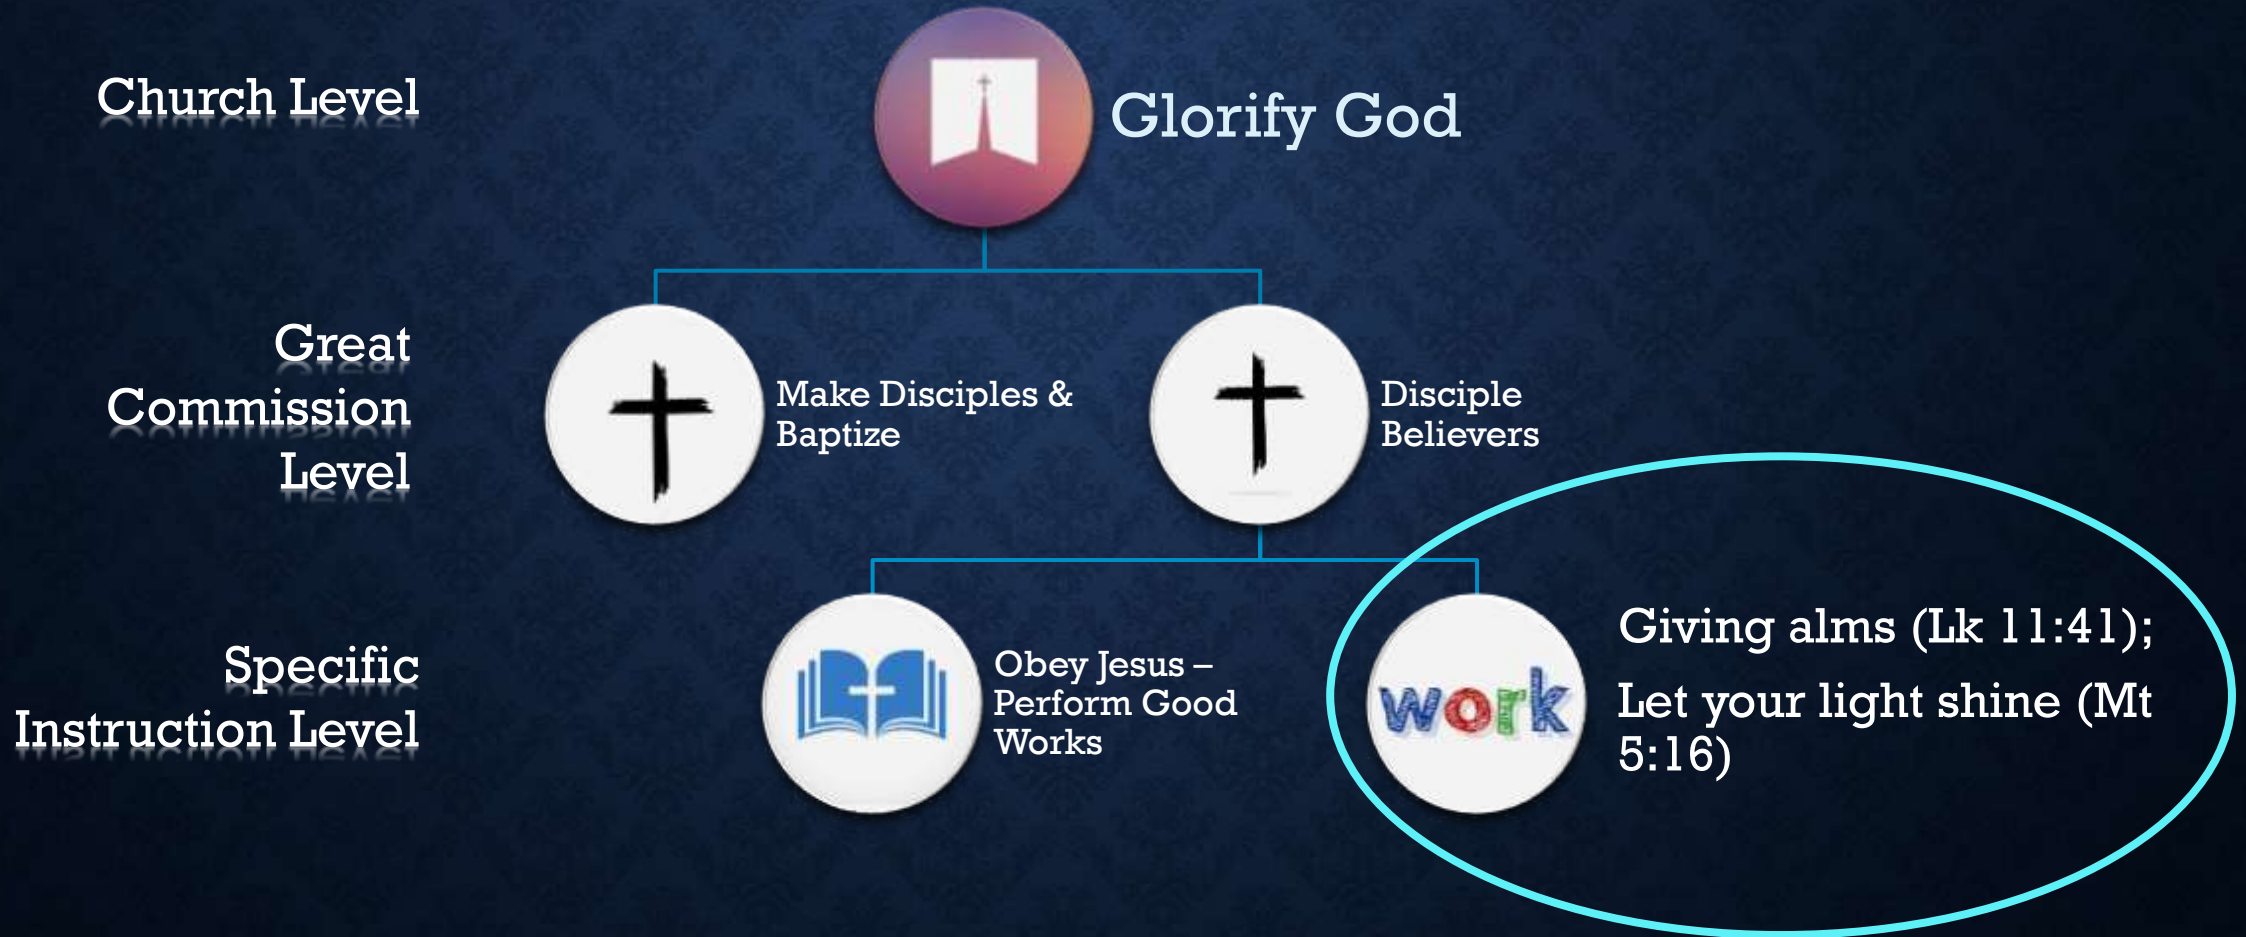 Church Level
Glorify God
Great
Commission
Level
Make Disciples &
Baptize
Disciple
Believers
Specific
Instruction Level
Obey Jesus –
Perform Good
Works
work
Giving alms (Lk 11:41);
Let your light shine (Mt
5:16)